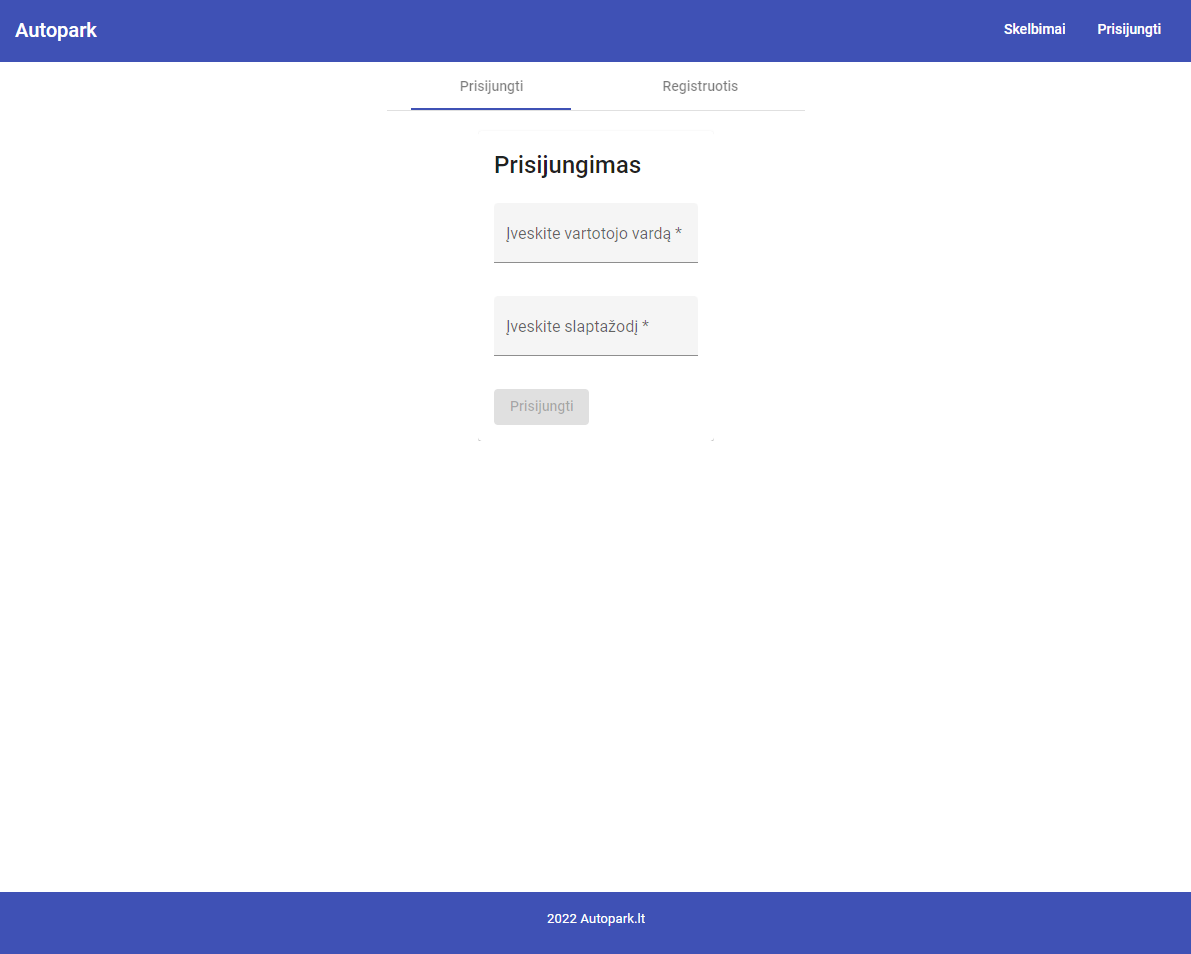 Autopark
Skelbimai
Prisijungti
Prisijungti
Registruotis
Prisijungimas
Įveskite vartotojo vardą *
Įveskite slaptažodį *
Prisijungti
2022 Autopark.lt